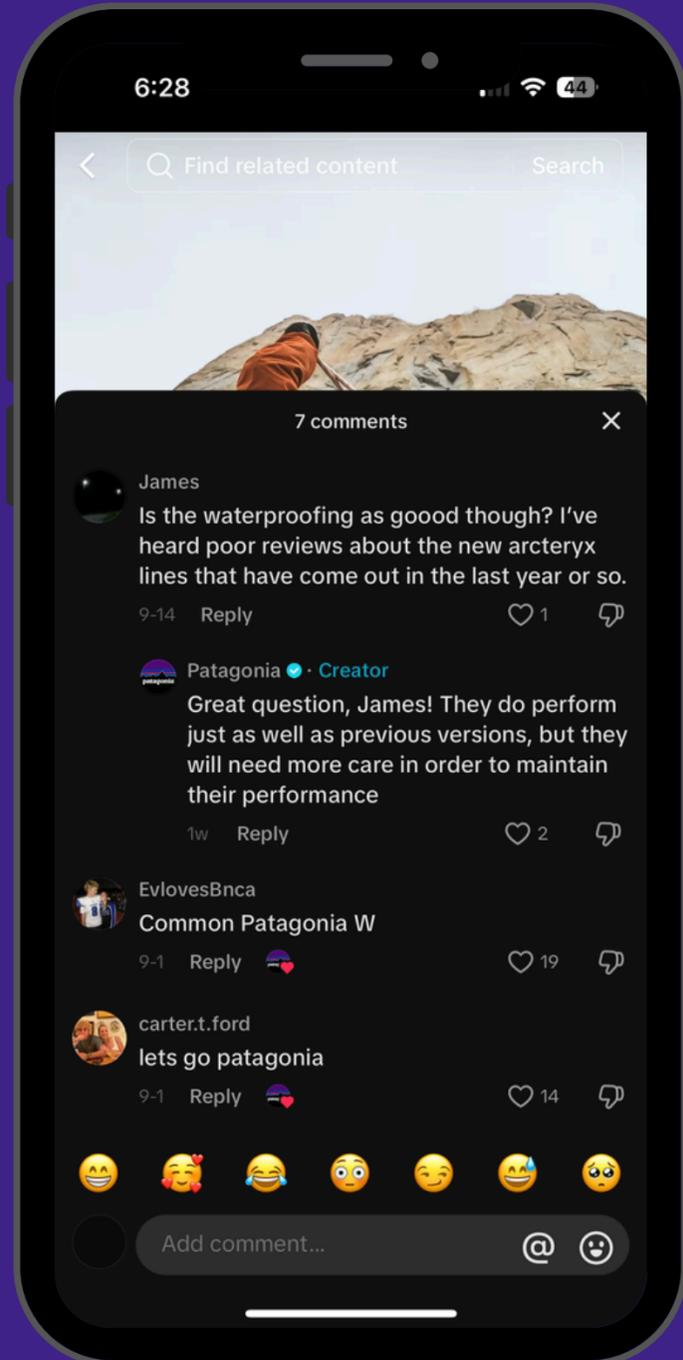 6:28
44
Find related content Search
7 comments
James
Is the waterproofing as goood though? I've
heard poor reviews about the new arcteryx
lines that have come out in the last year or so.
9-14 Reply 1
patagonia
Patagonia · Creator
Great question, James! They do perform
just as well as previous versions, but they
will need more care in order to maintain
their performance
1w Reply 2
EvlovesBnca
Common Patagonia W
9-1 Reply 19
carter.t.ford
lets go patagonia
9-1 Reply 14
Add comment...
@